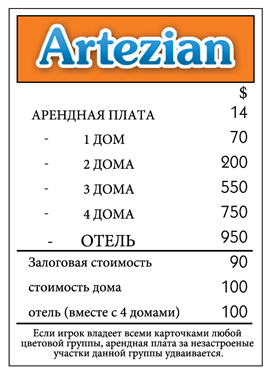 Artezian
$
АРЕНДНАЯ ПЛАТА 14
- 1 ДОМ 70
- 2 ДОМА 200
- 3 ДОМА 550
- 4 ДОМА 750
- ОТЕЛЬ 950
Залоговая стоимость 90
стоимость дома 100
отель (вместе с 4 домами) 100
Если игрок владеет всеми карточками любой
цветовой группы, арендная плата за незастроеные
участки данной группы удваивается.